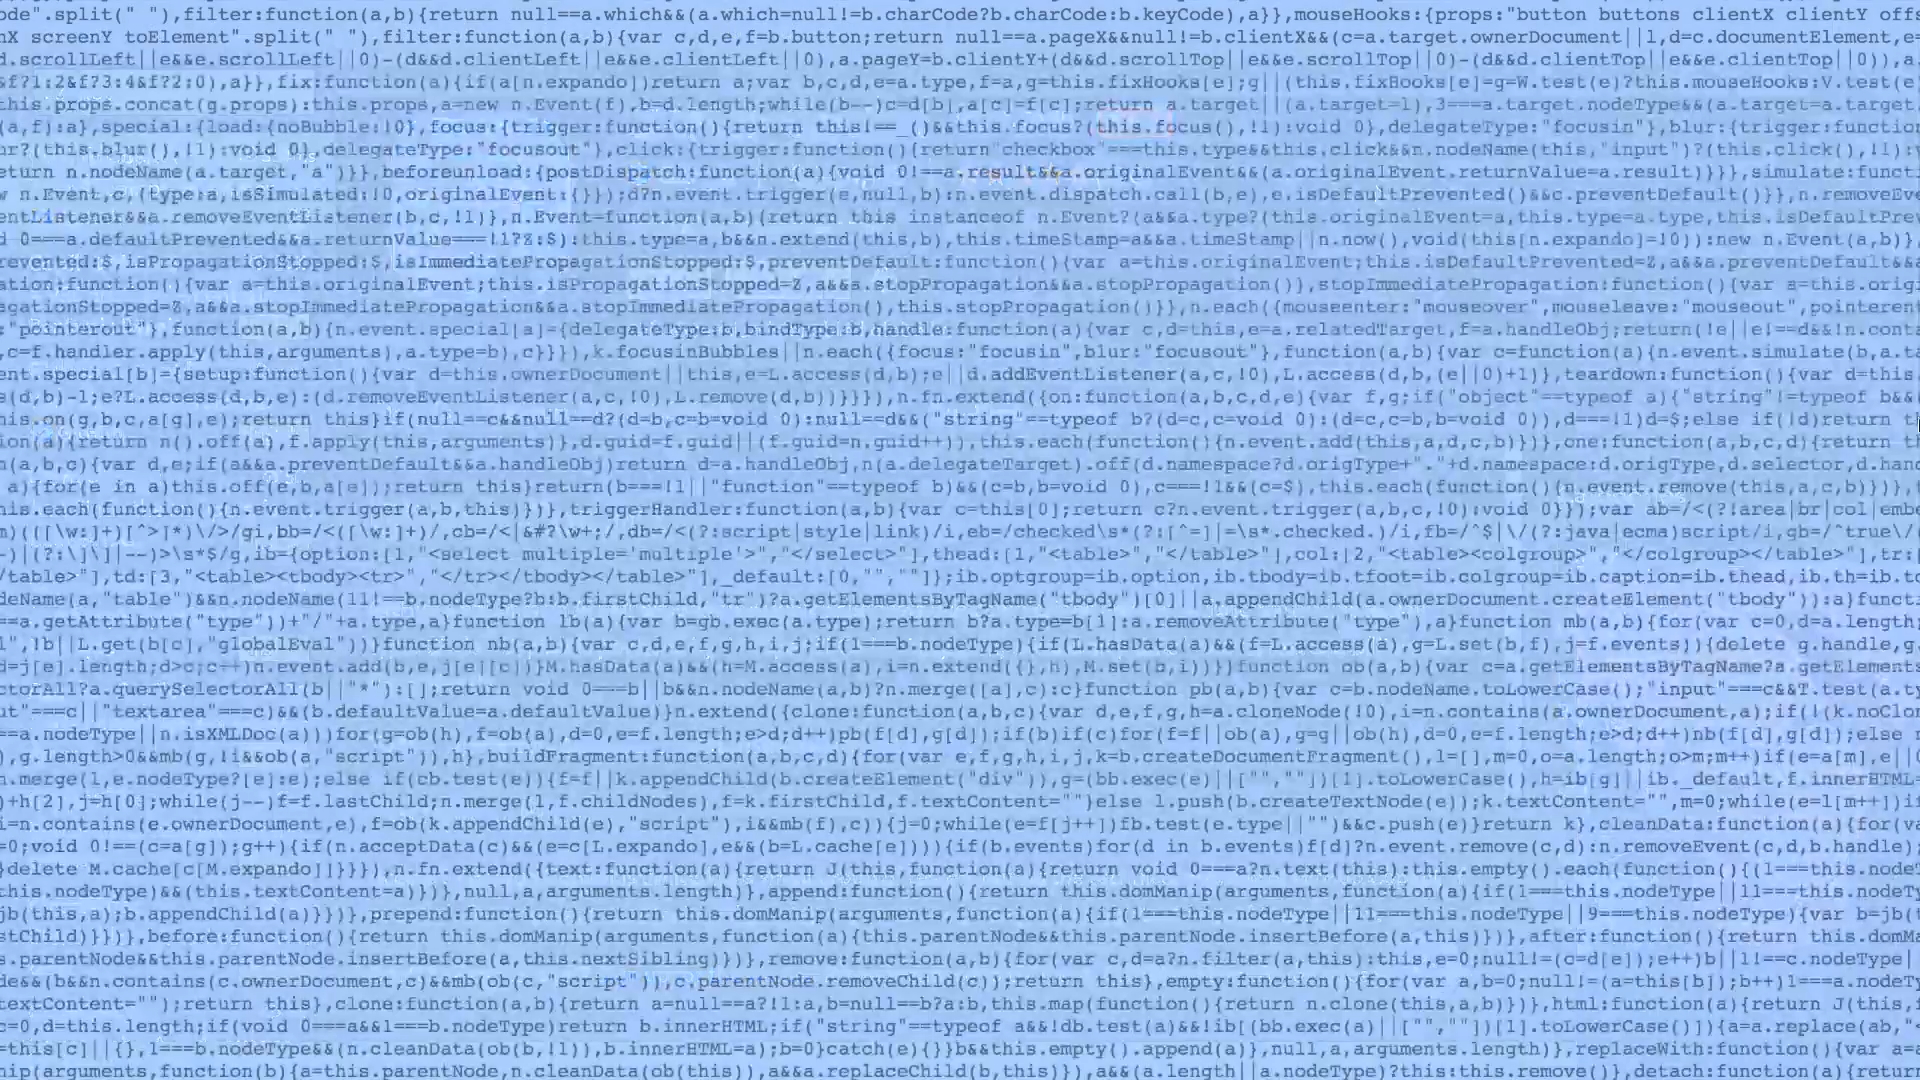 ode".split(" "),filter:function(a,b){return null==a.which&&(a.which=null!=b.charCode?b.charCode:b.keyCode),a}},mouseHooks:{props:"button buttons clientX clientY offs
nX screenY toElement".split(" "),filter:function(a,b){var c,d,e,f=b.button;return null==a.pageX&&null!=b.clientX&&(c=a.target.ownerDocument||l,d=c.documentElement,e=
d.scrollLeft||e&&e.scrollLeft||0)-(d&&d.clientLeft||e&&e.clientLeft||0),a.pageY=b.clientY+(d&&d.scrollTop||e&&e.scrollTop||0)-(d&&d.clientTop||e&&e.clientTop||0)),a.
&f?1:2&f?3:4&f?2:0),a}},fix:function(a){if(a[n.expando])return a;var b,c,d,e=a.type,f=a,g=this.fixHooks[e];g||(this.fixHooks[e]=g=W.test(e)?this.mouseHooks:V.test(e)
this.props.concat(g.props):this.props,a=new n.Event(f),b=d.length;while(b--)c=d[b],a[c]=f[c];return a.target||(a.target=l),3===a.target.nodeType&&(a.target=a.target.
(a,f):a},special:{load:{noBubble:!0},focus:{trigger:function(){return this!==_()&&this.focus?(this.focus(),!1):void 0},delegateType:"focusin"},blur:{trigger:function
ur?(this.blur(),!1):void 0},delegateType:"focusout"},click:{trigger:function(){return"checkbox"===this.type&&this.click&&n.nodeName(this,"input")?(this.click(),!1):v
eturn n.nodeName(a.target,"a")}},beforeunload:{postDispatch:function(a){void 0!==a.result&&a.originalEvent&&(a.originalEvent.returnValue=a.result)}}},simulate:functi
w n.Event,c,{type:a,isSimulated:!0,originalEvent:{}});d?n.event.trigger(e,null,b):n.event.dispatch.call(b,e),e.isDefaultPrevented()&&c.preventDefault()}},n.removeEve
entListener&&a.removeEventListener(b,c,!1)},n.Event=function(a,b){return this instanceof n.Event?(a&&a.type?(this.originalEvent=a,this.type=a.type,this.isDefaultPrev
d 0===a.defaultPrevented&&a.returnValue===!1?Z:$):this.type=a,b&&n.extend(this,b),this.timeStamp=a&&a.timeStamp||n.now(),void(this[n.expando]=!0)):new n.Event(a,b)}
revented:$,isPropagationStopped:$,isImmediatePropagationStopped:$,preventDefault:function(){var a=this.originalEvent;this.isDefaultPrevented=Z,a&&a.preventDefault&&a
ation:function(){var a=this.originalEvent;this.isPropagationStopped=Z,a&&a.stopPropagation&&a.stopPropagation()},stopImmediatePropagation:function(){var a=this.origi
agationStopped=Z,a&&a.stopImmediatePropagation&&a.stopImmediatePropagation(),this.stopPropagation()}},n.each({mouseenter:"mouseover",mouseleave:"mouseout",pointerent
:"pointerout"},function(a,b){n.event.special[a]={delegateType:b,bindType:b,handle:function(a){var c,d=this,e=a.relatedTarget,f=a.handleObj;return(!e||e!==d&&!n.conta
,c=f.handler.apply(this,arguments),a.type=b),c}}}),k.focusinBubbles||n.each({focus:"focusin",blur:"focusout"},function(a,b){var c=function(a){n.event.simulate(b,a.ta
ent.special[b]={setup:function(){var d=this.ownerDocument||this,e=L.access(d,b);e||d.addEventListener(a,c,!0),L.access(d,b,(e||0)+1)},teardown:function(){var d=this.
s(d,b)-1;e?L.access(d,b,e):(d.removeEventListener(a,c,!0),L.remove(d,b))}}}),n.fn.extend({on:function(a,b,c,d,e){var f,g;if("object"==typeof a){"string"!=typeof b&&(
his.on(g,b,c,a[g],e);return this}if(null==c&&null==d?(d=b,c=b=void 0):null==d&&("string"==typeof b?(d=c,c=void 0):(d=c,c=b,b=void 0)),d===!1)d=$;else if(!d)return th
ion(a){return n().off(a),f.apply(this,arguments)},d.guid=f.guid||(f.guid=n.guid++)),this.each(function(){n.event.add(this,a,d,c,b)})},one:function(a,b,c,d){return th
n(a,b,c){var d,e;if(a&&a.preventDefault&&a.handleObj)return d=a.handleObj,n(a.delegateTarget).off(d.namespace?d.origType+"."+d.namespace:d.origType,d.selector,d.hand
 a){for(e in a)this.off(e,b,a[e]);return this}return(b===!1||"function"==typeof b)&&(c=b,b=void 0),c===!1&&(c=$),this.each(function(){n.event.remove(this,a,c,b)})},t
his.each(function(){n.event.trigger(a,b,this)})},triggerHandler:function(a,b){var c=this[0];return c?n.event.trigger(a,b,c,!0):void 0}});var ab=/<(?!area|br|col|embe
m)(([\w:]+)[^>]*)\/>/gi,bb=/<([\w:]+)/,cb=/<|&#?\w+;/,db=/<(?:script|style|link)/i,eb=/checked\s*(?:[^=]|=\s*.checked.)/i,fb=/^$|\/(?:java|ecma)script/i,gb=/^true\/(
-)|(?:\]\]|--)>\s*$/g,ib={option:[1,"<select multiple='multiple'>","</select>"],thead:[1,"<table>","</table>"],col:[2,"<table><colgroup>","</colgroup></table>"],tr:[
/table>"],td:[3,"<table><tbody><tr>","</tr></tbody></table>"],_default:[0,"",""]};ib.optgroup=ib.option,ib.tbody=ib.tfoot=ib.colgroup=ib.caption=ib.thead,ib.th=ib.td
deName(a,"table")&&n.nodeName(11!==b.nodeType?b:b.firstChild,"tr")?a.getElementsByTagName("tbody")[0]||a.appendChild(a.ownerDocument.createElement("tbody")):a}functi
==a.getAttribute("type"))+"/"+a.type,a}function lb(a){var b=gb.exec(a.type);return b?a.type=b[1]:a.removeAttribute("type"),a}function mb(a,b){for(var c=0,d=a.length;
l",!b||L.get(b[c],"globalEval"))}function nb(a,b){var c,d,e,f,g,h,i,j;if(1===b.nodeType){if(L.hasData(a)&&(f=L.access(a),g=L.set(b,f),j=f.events)){delete g.handle,g.
d=j[e].length;d>c;c++)n.event.add(b,e,j[e][c])}M.hasData(a)&&(h=M.access(a),i=n.extend({},h),M.set(b,i))}}function ob(a,b){var c=a.getElementsByTagName?a.getElements
ctorAll?a.querySelectorAll(b||"*"):[];return void 0===b||b&&n.nodeName(a,b)?n.merge([a],c):c}function pb(a,b){var c=b.nodeName.toLowerCase();"input"===c&&T.test(a.ty
ut"===c||"textarea"===c)&&(b.defaultValue=a.defaultValue)}n.extend({clone:function(a,b,c){var d,e,f,g,h=a.cloneNode(!0),i=n.contains(a.ownerDocument,a);if(!(k.noClon
==a.nodeType||n.isXMLDoc(a)))for(g=ob(h),f=ob(a),d=0,e=f.length;e>d;d++)pb(f[d],g[d]);if(b)if(c)for(f=f||ob(a),g=g||ob(h),d=0,e=f.length;e>d;d++)nb(f[d],g[d]);else n
),g.length>0&&mb(g,!i&&ob(a,"script")),h},buildFragment:function(a,b,c,d){for(var e,f,g,h,i,j,k=b.createDocumentFragment(),l=[],m=0,o=a.length;o>m;m++)if(e=a[m],e||0
n.merge(l,e.nodeType?[e]:e);else if(cb.test(e)){f=f||k.appendChild(b.createElement("div")),g=(bb.exec(e)||["",""])[1].toLowerCase(),h=ib[g]||ib._default,f.innerHTML=
)+h[2],j=h[0];while(j--)f=f.lastChild;n.merge(l,f.childNodes),f=k.firstChild,f.textContent=""}else l.push(b.createTextNode(e));k.textContent="",m=0;while(e=l[m++])if
i=n.contains(e.ownerDocument,e),f=ob(k.appendChild(e),"script"),i&&mb(f),c)){j=0;while(e=f[j++])fb.test(e.type||"")&&c.push(e)}return k},cleanData:function(a){for(va
=0;void 0!==(c=a[g]);g++){if(n.acceptData(c)&&(e=c[L.expando],e&&(b=L.cache[e]))){if(b.events)for(d in b.events)f[d]?n.event.remove(c,d):n.removeEvent(c,d,b.handle);
}delete M.cache[c[M.expando]]}}}),n.fn.extend({text:function(a){return J(this,function(a){return void 0===a?n.text(this):this.empty().each(function(){(1===this.nodeT
this.nodeType)&&(this.textContent=a)})},null,a,arguments.length)},append:function(){return this.domManip(arguments,function(a){if(1===this.nodeType||11===this.nodeTy
jb(this,a);b.appendChild(a)}})},prepend:function(){return this.domManip(arguments,function(a){if(1===this.nodeType||11===this.nodeType||9===this.nodeType){var b=jb(t
stChild)}})},before:function(){return this.domManip(arguments,function(a){this.parentNode&&this.parentNode.insertBefore(a,this)})},after:function(){return this.domMa
s.parentNode&&this.parentNode.insertBefore(a,this.nextSibling)})},remove:function(a,b){for(var c,d=a?n.filter(a,this):this,e=0;null!=(c=d[e]);e++)b||1!==c.nodeType||
de&&(b&&n.contains(c.ownerDocument,c)&&mb(ob(c,"script")),c.parentNode.removeChild(c));return this},empty:function(){for(var a,b=0;null!=(a=this[b]);b++)1===a.nodeTy
textContent="");return this},clone:function(a,b){return a=null==a?!1:a,b=null==b?a:b,this.map(function(){return n.clone(this,a,b)})},html:function(a){return J(this,f
c=0,d=this.length;if(void 0===a&&1===b.nodeType)return b.innerHTML;if("string"==typeof a&&!db.test(a)&&!ib[(bb.exec(a)||["",""])[1].toLowerCase()]){a=a.replace(ab,"<
=this[c]||{},1===b.nodeType&&(n.cleanData(ob(b,!1)),b.innerHTML=a);b=0}catch(e){}}b&&this.empty().append(a)},null,a,arguments.length)},replaceWith:function(){var a=a
nip(arguments,function(b){a=this.parentNode,n.cleanData(ob(this)),a&&a.replaceChild(b,this)}),a&&(a.length||a.nodeType)?this:this.remove()},detach:function(a){return